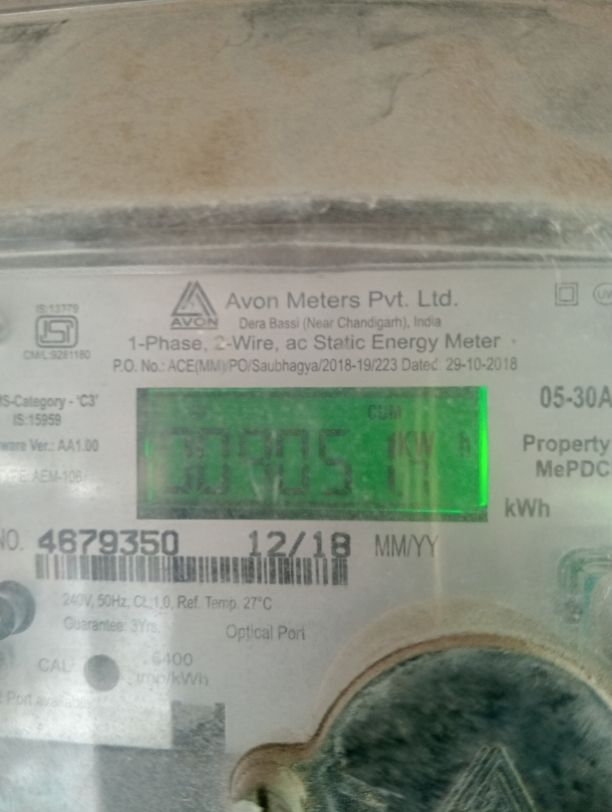 Avon Meters Pvt. Ltd.
AVON
Dera Bassi (Near Chandigarh), India
1-Phase, 2-Wire, ac Static Energy Meter
P.O. No.: ACE(MM)/PO/Saubhagya/2018-19/223 Dated: 29-10-2018
IS:13779
CM/L:9281180
S-Category - 'C3'
IS:15959
ware Ver.: AA1.00
05-30A
Property
MePDC
CUM
KW h
kWh
NO. 4679350 12/18 MM/YY
240V, 50Hz, CL.1.0, Ref. Temp. 27°C
Guarantee: 3Yrs.
Optical Port
CAL
6400
imp/kWh
Port available